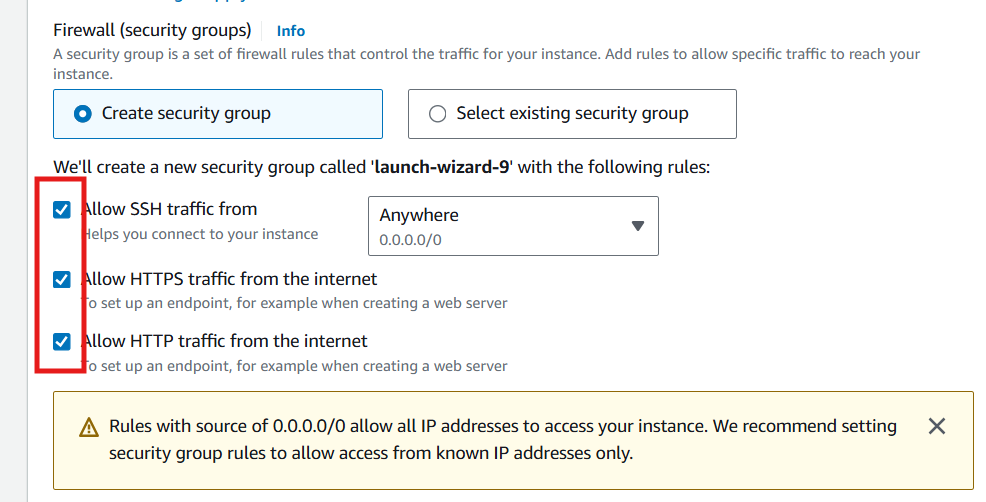 Firewall (security groups) Info
A security group is a set of firewall rules that control the traffic for your instance. Add rules to allow specific traffic to reach your
instance.
Create security group
Select existing security group
We'll create a new security group called 'launch-wizard-9' with the following rules:
Allow SSH traffic from
Helps you connect to your instance
Anywhere
0.0.0.0/0
Allow HTTPS traffic from the internet
To set up an endpoint, for example when creating a web server
Allow HTTP traffic from the internet
To set up an endpoint, for example when creating a web server
Rules with source of 0.0.0.0/0 allow all IP addresses to access your instance. We recommend setting
security group rules to allow access from known IP addresses only.